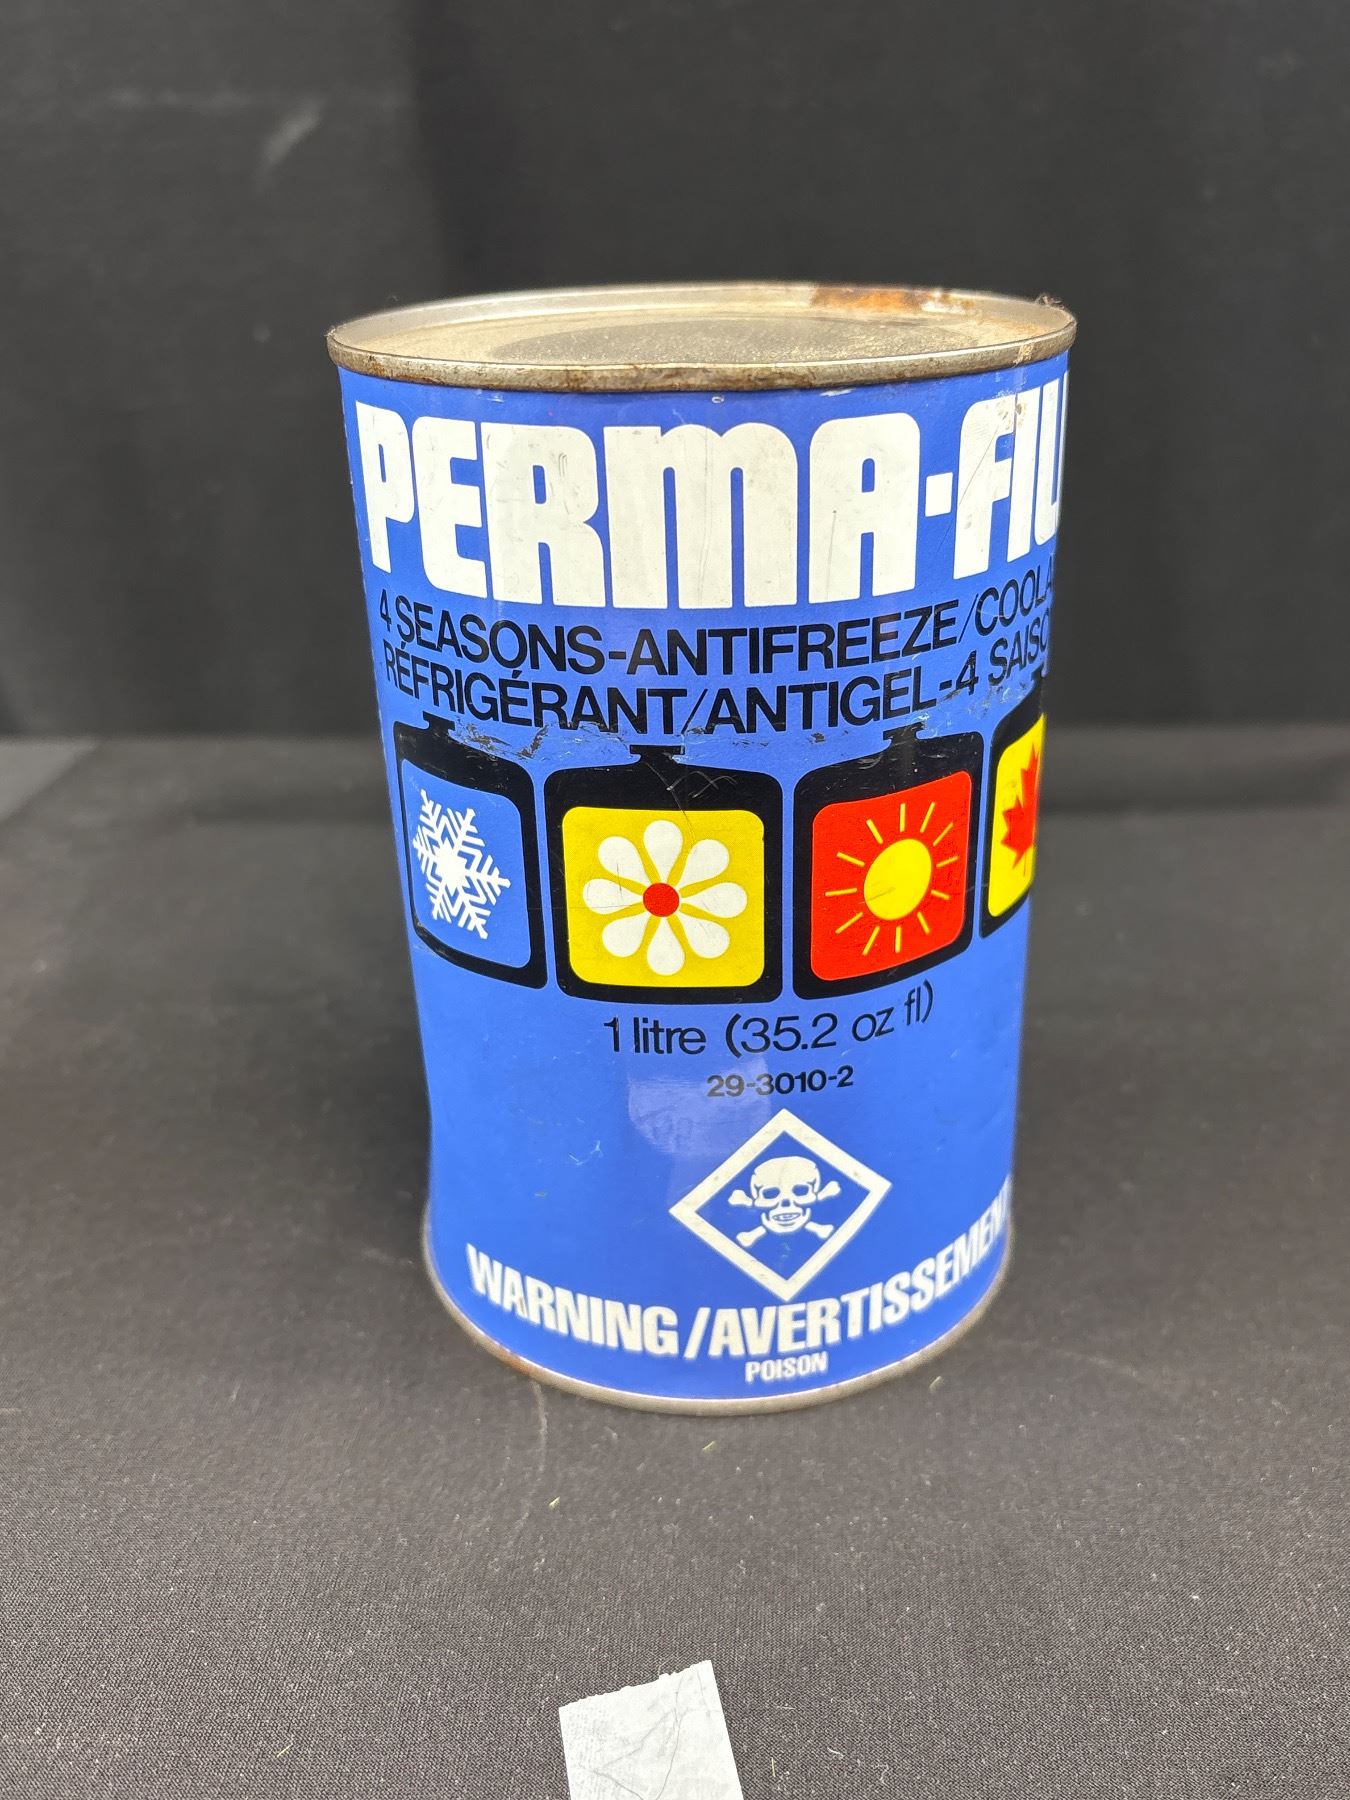 PERMA-FILL
4 SEASONS-ANTIFREEZE/COOLA
RÉFRIGÉRANT/ANTIGEL-4 SAISO
1 litre (35.2 oz fl)
29-3010-2
WARNING/AVERTISSEMEN
POISON